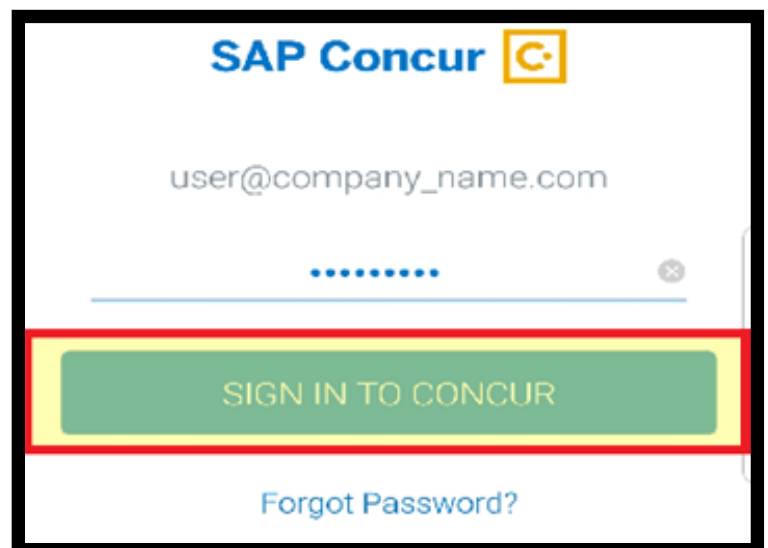 SAP Concur C
user@company_name.com
•••••••••
SIGN IN TO CONCUR
Forgot Password?